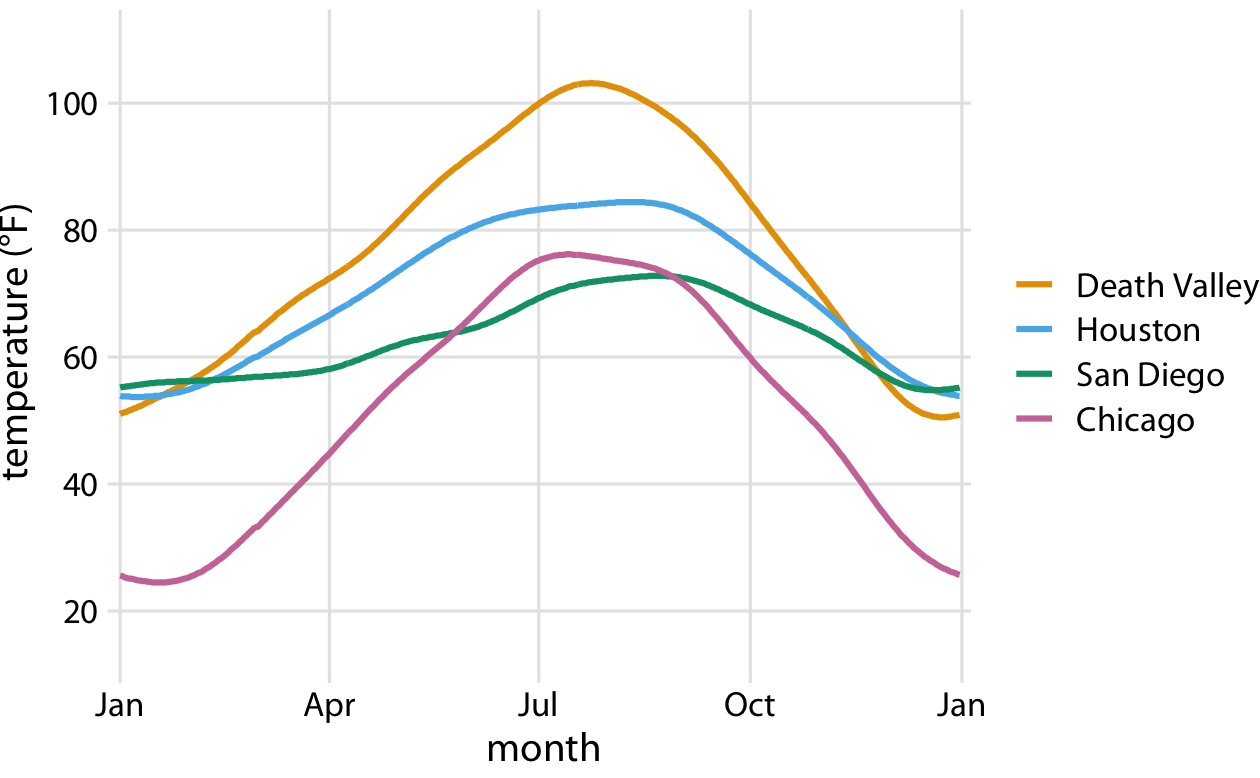 temperature (°F)
100
80
60
40
20
Jan Apr Jul Oct Jan
month
Death Valley
Houston
San Diego
Chicago